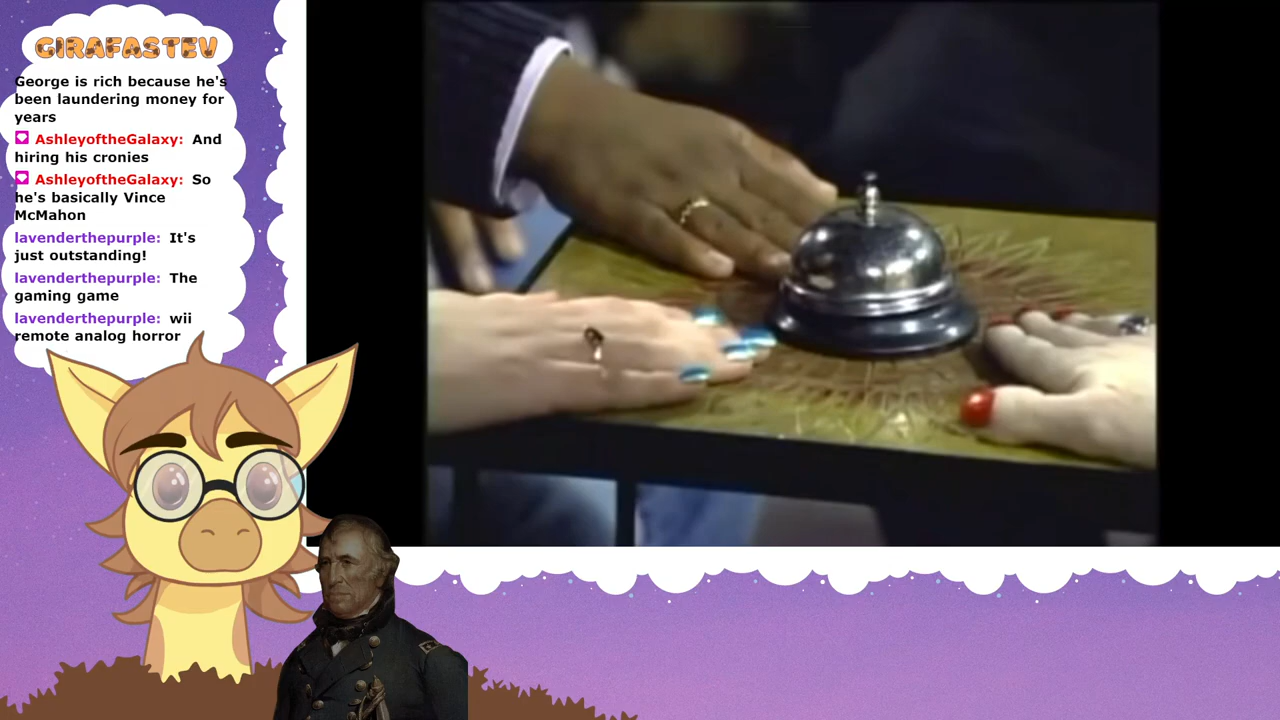 GIRAFASTEV
George is rich because he's
been laundering money for
years
AshleyoftheGalaxy: And
hiring his cronies
AshleyoftheGalaxy: So
he's basically Vince
McMahon
lavenderthepurple: It's
just outstanding!
lavenderthepurple: The
gaming game
lavenderthepurple: wii
remote analog horror